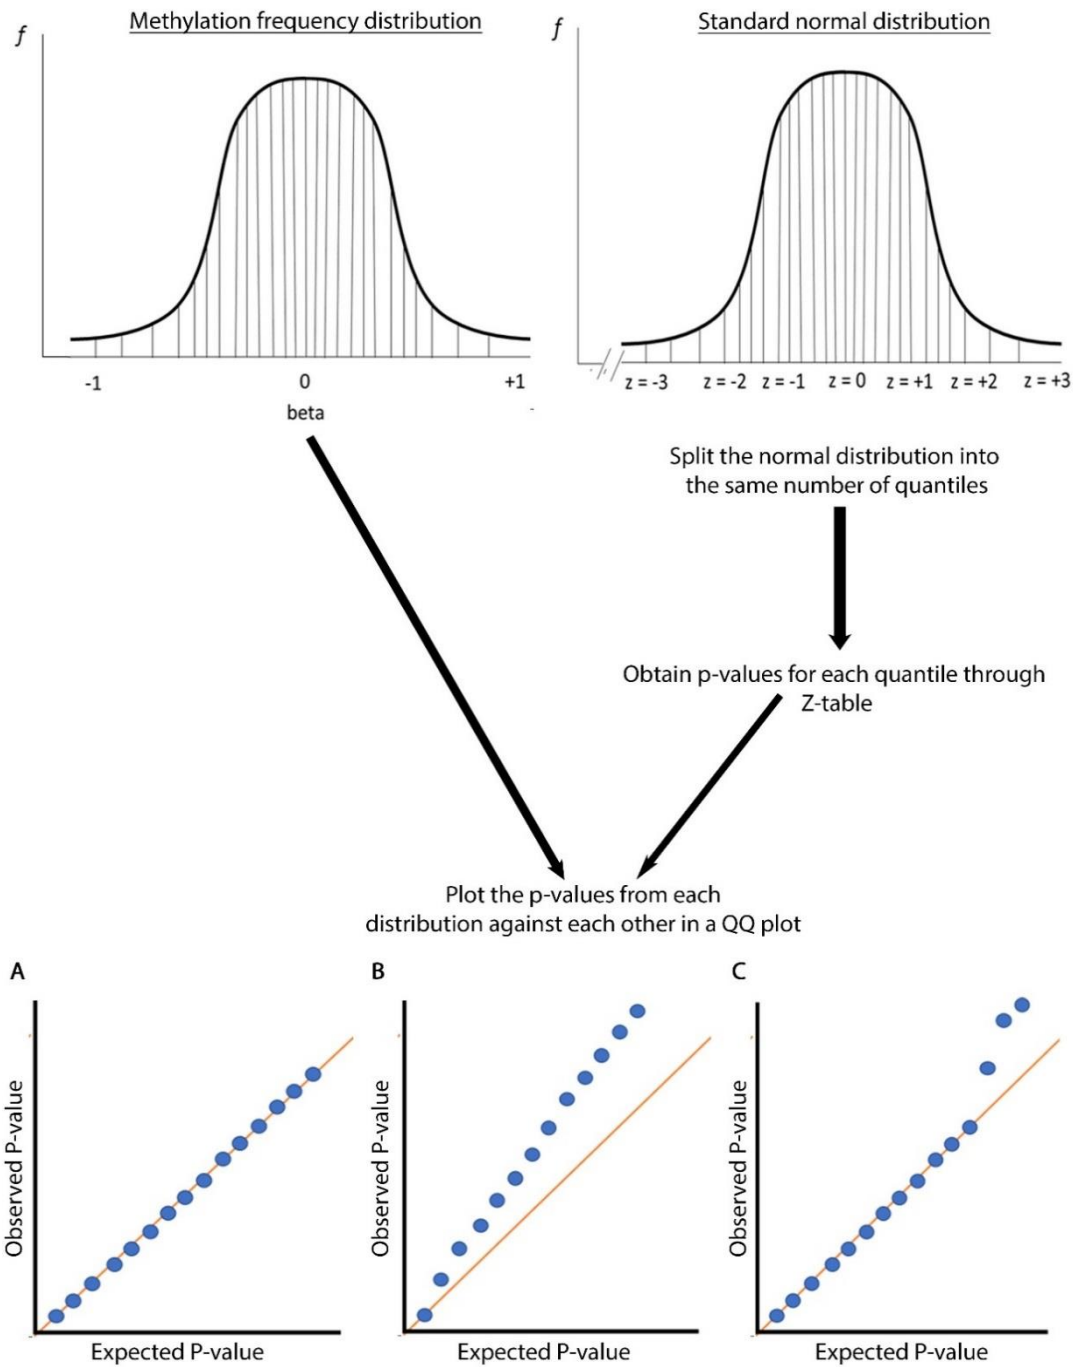 Methylation frequency distribution
Standard normal distribution
f
f
-1
0
+1
beta
z = -3
z = -2
z = -1
z = 0
z = +1
z = +2
z = +3
Split the normal distribution into
the same number of quantiles
Obtain p-values for each quantile through
Z-table
Plot the p-values from each
distribution against each other in a QQ plot
A
B
C
Observed P-value
Expected P-value
Observed P-value
Expected P-value
Observed P-value
Expected P-value